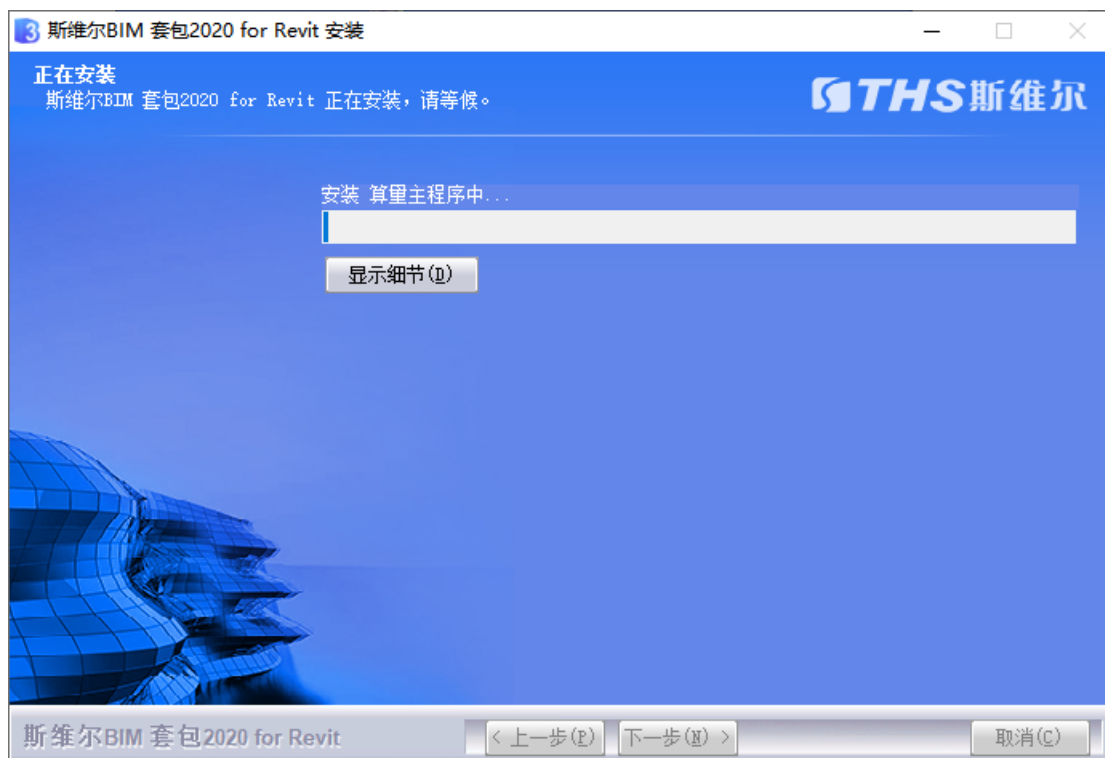 斯维尔BIM 套包2020 for Revit 安装
正在安装
斯维尔BIM 套包2020 for Revit 正在安装，请等候。
THS斯维尔
安装 算量主程序中...
显示细节(D)
斯维尔BIM 套包2020 for Revit
< 上一步(P)
下一步(N) >
取消(C)